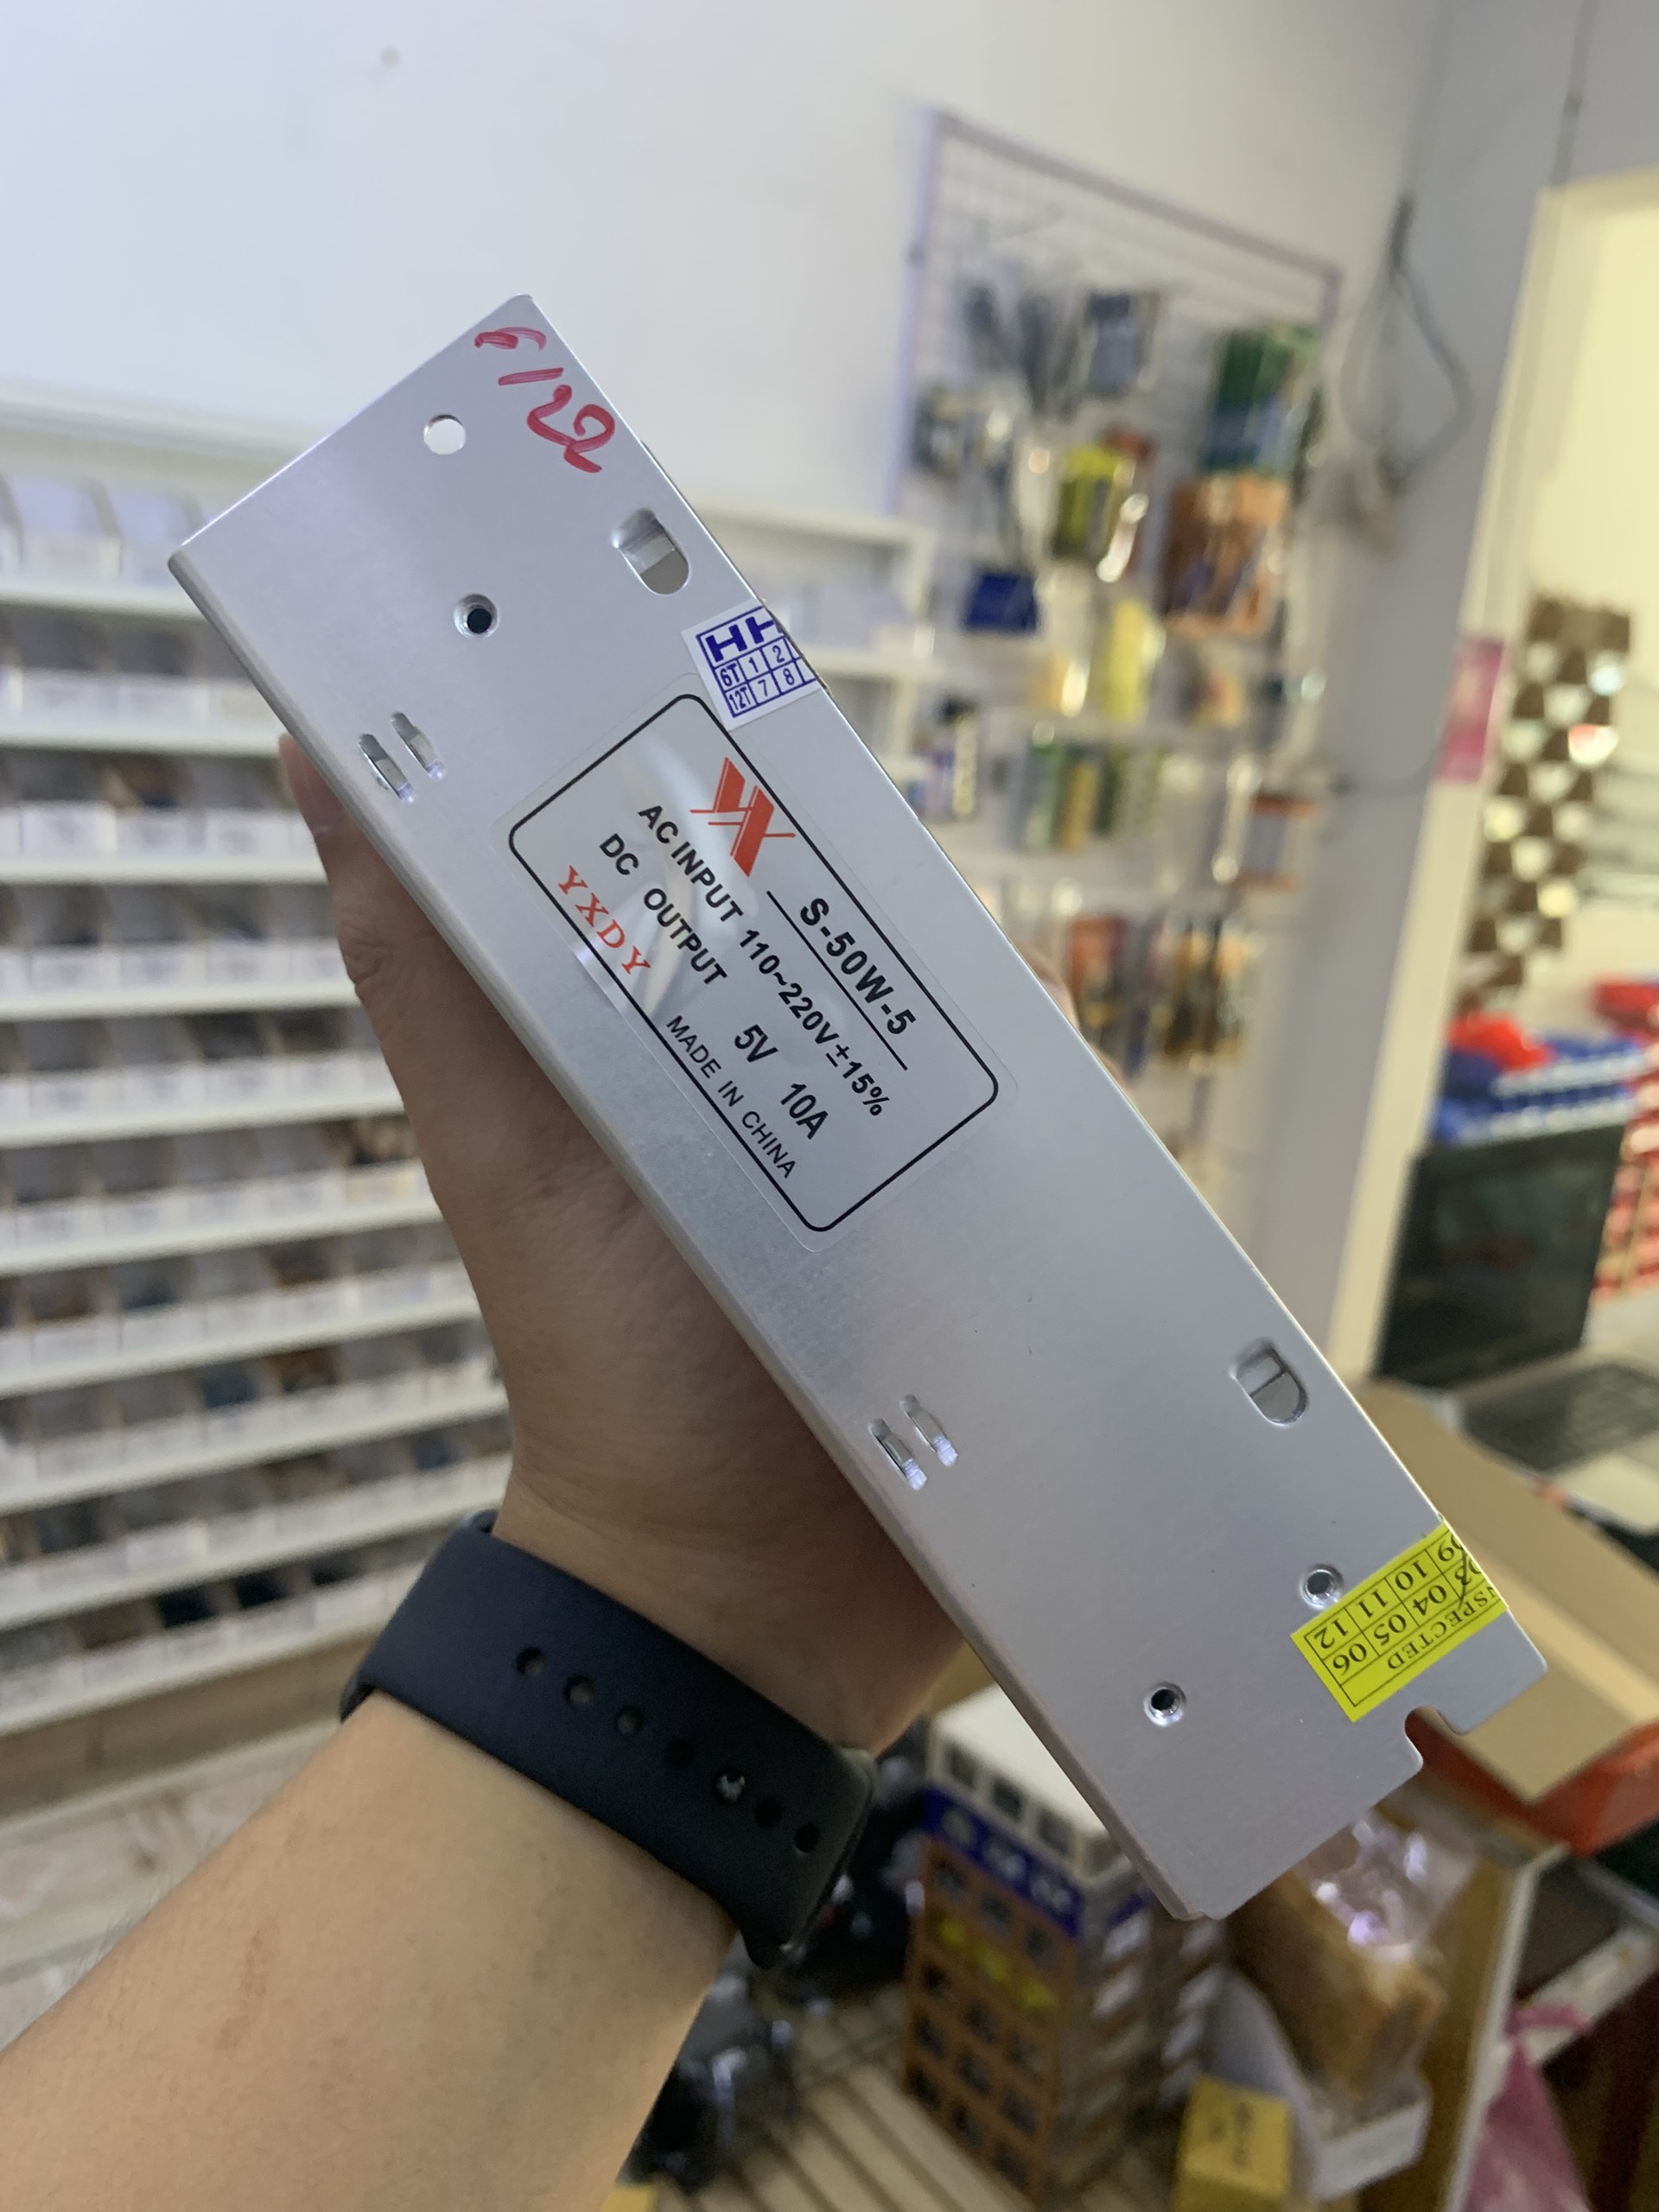 6/22
HH
6T 1 2
12T 7 8
S-50W-5
AC INPUT 110~220V±15%
DC OUTPUT 5V 10A
YXDY MADE IN CHINA
NSPECTED
03 04 05 06
09 10 11 12